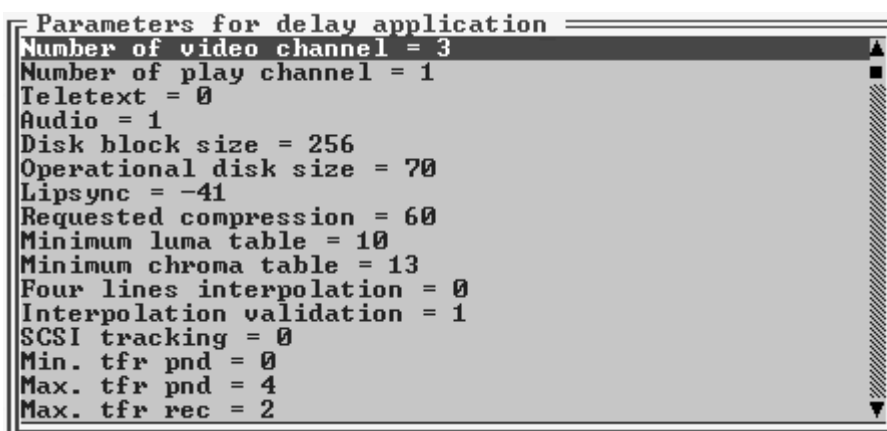 Parameters for delay application
Number of video channel = 3
Number of play channel = 1
Teletext = 0
Audio = 1
Disk block size = 256
Operational disk size = 70
Lipsync = -41
Requested compression = 60
Minimum luma table = 10
Minimum chroma table = 13
Four lines interpolation = 0
Interpolation validation = 1
SCSI tracking = 0
Min. tfr pnd = 0
Max. tfr pnd = 4
Max. tfr rec = 2